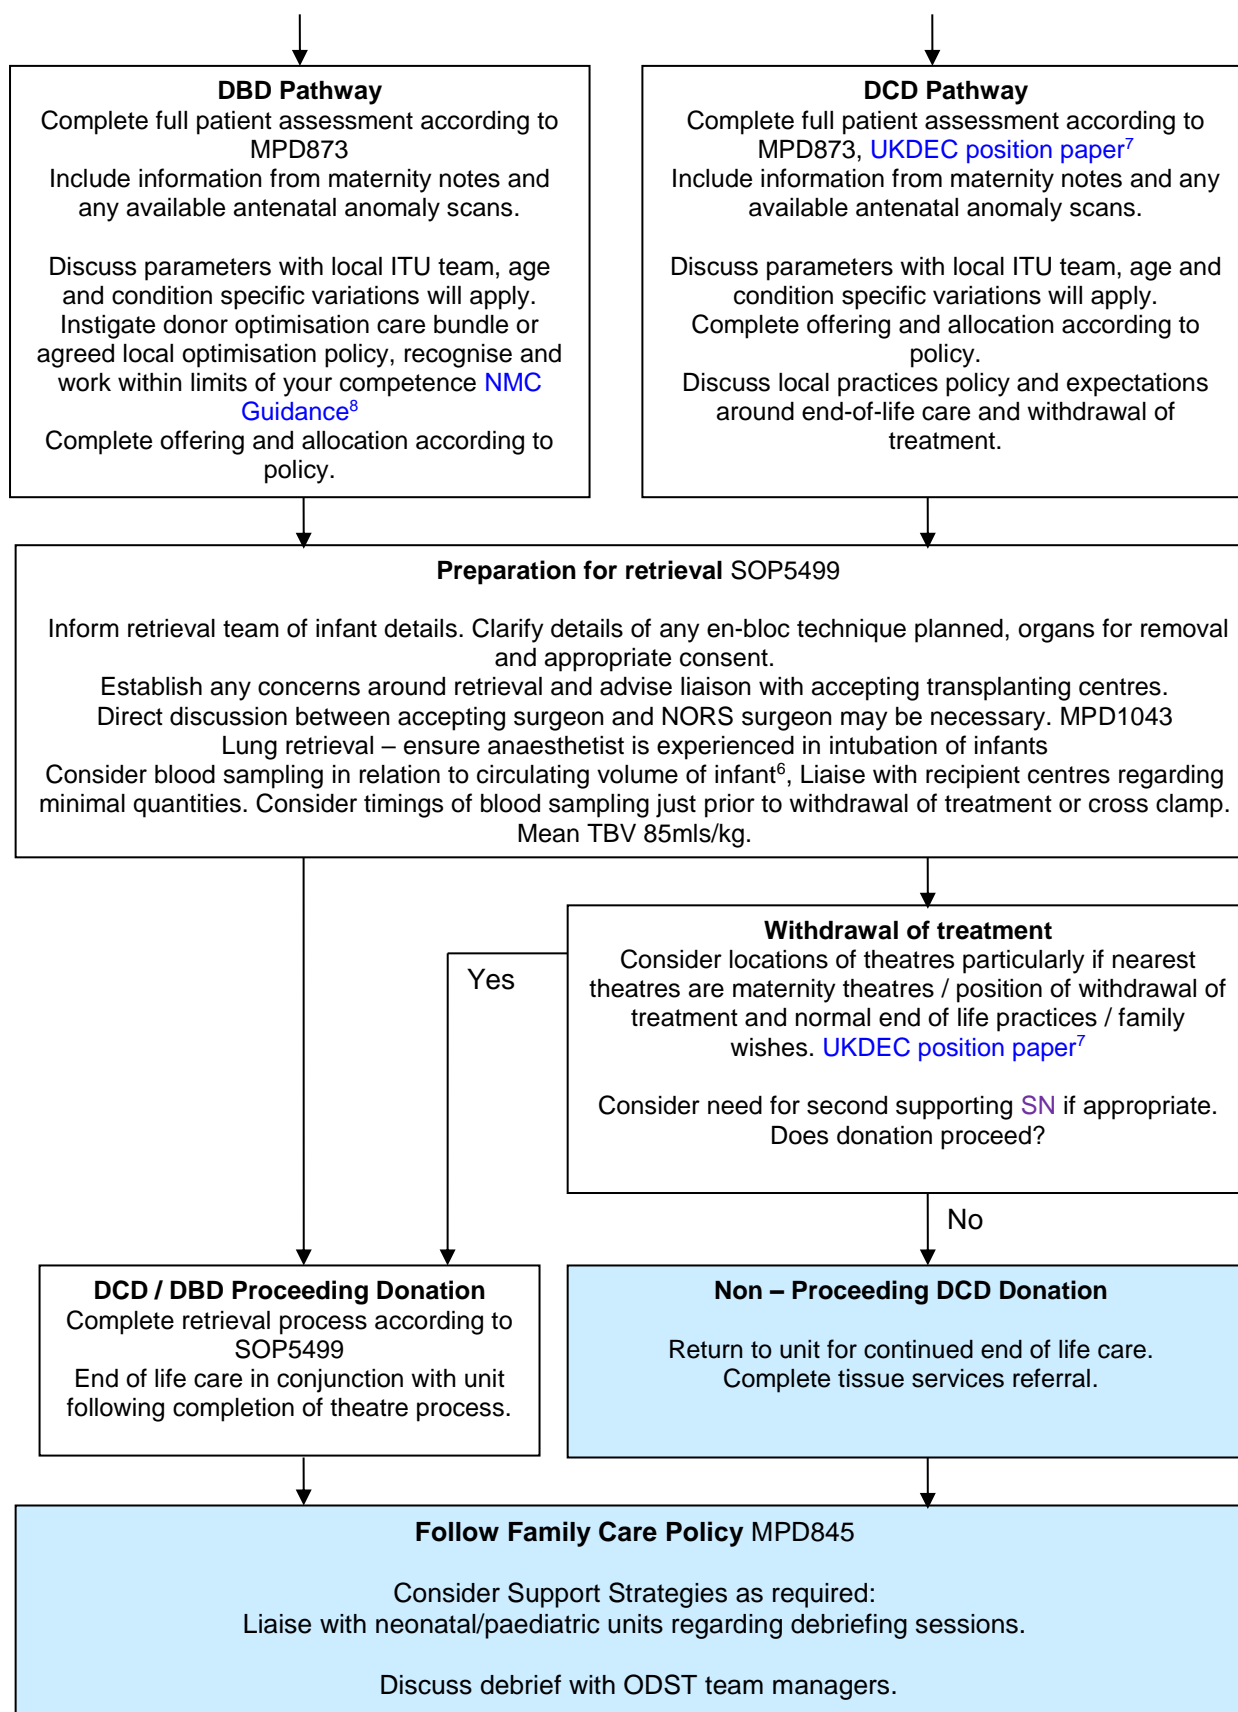 DBD Pathway
Complete full patient assessment according to
MPD873
Include information from maternity notes and
any available antenatal anomaly scans.
Discuss parameters with local ITU team, age
and condition specific variations will apply.
Instigate donor optimisation care bundle or
agreed local optimisation policy, recognise and
work within limits of your competence NMC
Guidance⁸
Complete offering and allocation according to
policy.
DCD Pathway
Complete full patient assessment according to
MPD873, UKDEC position paper⁷
Include information from maternity notes and any
available antenatal anomaly scans.
Discuss parameters with local ITU team, age and
condition specific variations will apply.
Complete offering and allocation according to
policy.
Discuss local practices policy and expectations
around end-of-life care and withdrawal of
treatment.
Preparation for retrieval SOP5499
Inform retrieval team of infant details. Clarify details of any en-bloc technique planned, organs for removal
and appropriate consent.
Establish any concerns around retrieval and advise liaison with accepting transplanting centres.
Direct discussion between accepting surgeon and NORS surgeon may be necessary. MPD1043
Lung retrieval – ensure anaesthetist is experienced in intubation of infants
Consider blood sampling in relation to circulating volume of infant⁶, Liaise with recipient centres regarding
minimal quantities. Consider timings of blood sampling just prior to withdrawal of treatment or cross clamp.
Mean TBV 85mls/kg.
Withdrawal of treatment
Consider locations of theatres particularly if nearest
theatres are maternity theatres / position of withdrawal of
treatment and normal end of life practices / family
wishes. UKDEC position paper⁷
Consider need for second supporting SN if appropriate.
Does donation proceed?
Yes
No
DCD / DBD Proceeding Donation
Complete retrieval process according to
SOP5499
End of life care in conjunction with unit
following completion of theatre process.
Non – Proceeding DCD Donation
Return to unit for continued end of life care.
Complete tissue services referral.
Follow Family Care Policy MPD845
Consider Support Strategies as required:
Liaise with neonatal/paediatric units regarding debriefing sessions.
Discuss debrief with ODST team managers.